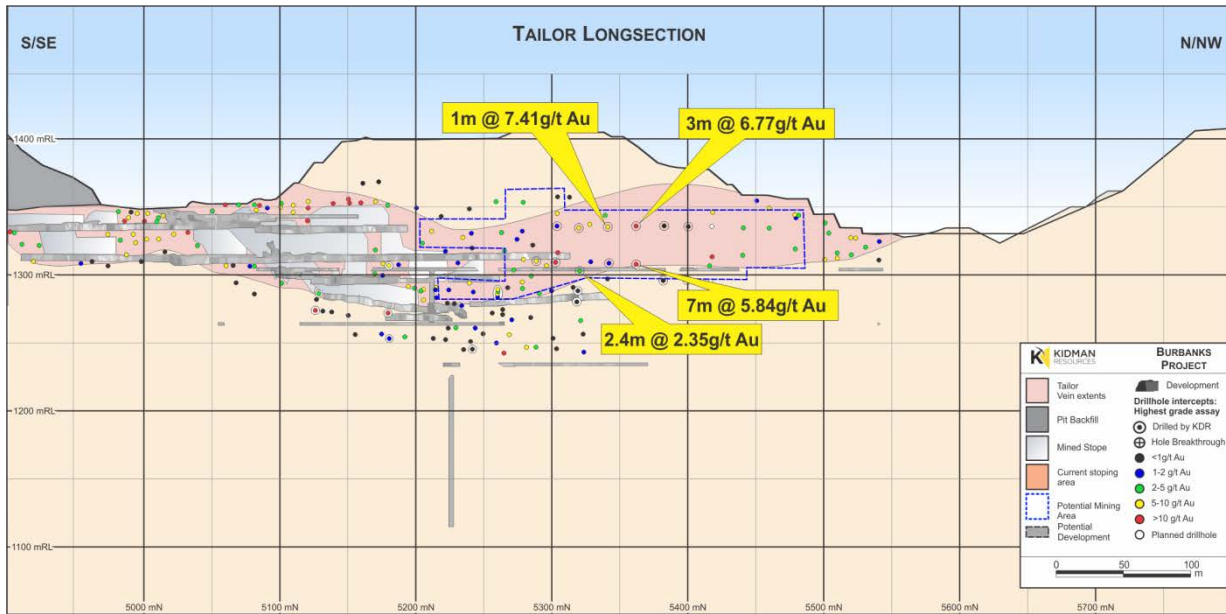 TAILOR LONGSECTION
S/SE
N/NW
1m @ 7.41g/t Au
3m @ 6.77g/t Au
1400 mRL
1300 mRL
7m @ 5.84g/t Au
2.4m @ 2.35g/t Au
1200 mRL
1100 mRL
5000 mN
5100 mN
5200 mN
5300 mN
5400 mN
5500 mN
5600 mN
5700 mN
KIDMAN
RESOURCES
BURBANKS
PROJECT
Tailor
Vein extents
Pit Backfill
Mined Stope
Current stoping
area
Potential Mining
Area
Potential
Development
Development
Drillhole intercepts:
Highest grade assay
Drilled by KDR
Hole Breakthrough
<1g/t Au
1-2 g/t Au
2-5 g/t Au
5-10 g/t Au
>10 g/t Au
Planned drillhole
0 50 100
m